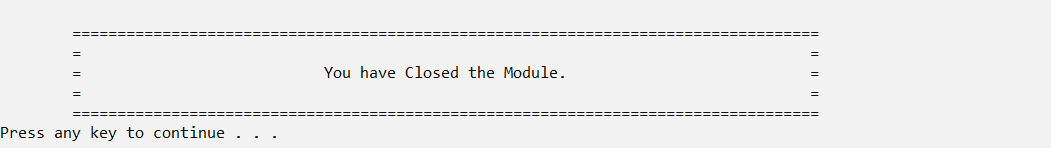 ===================================================================================
= =
= You have Closed the Module. =
= =
===================================================================================
Press any key to continue . . .